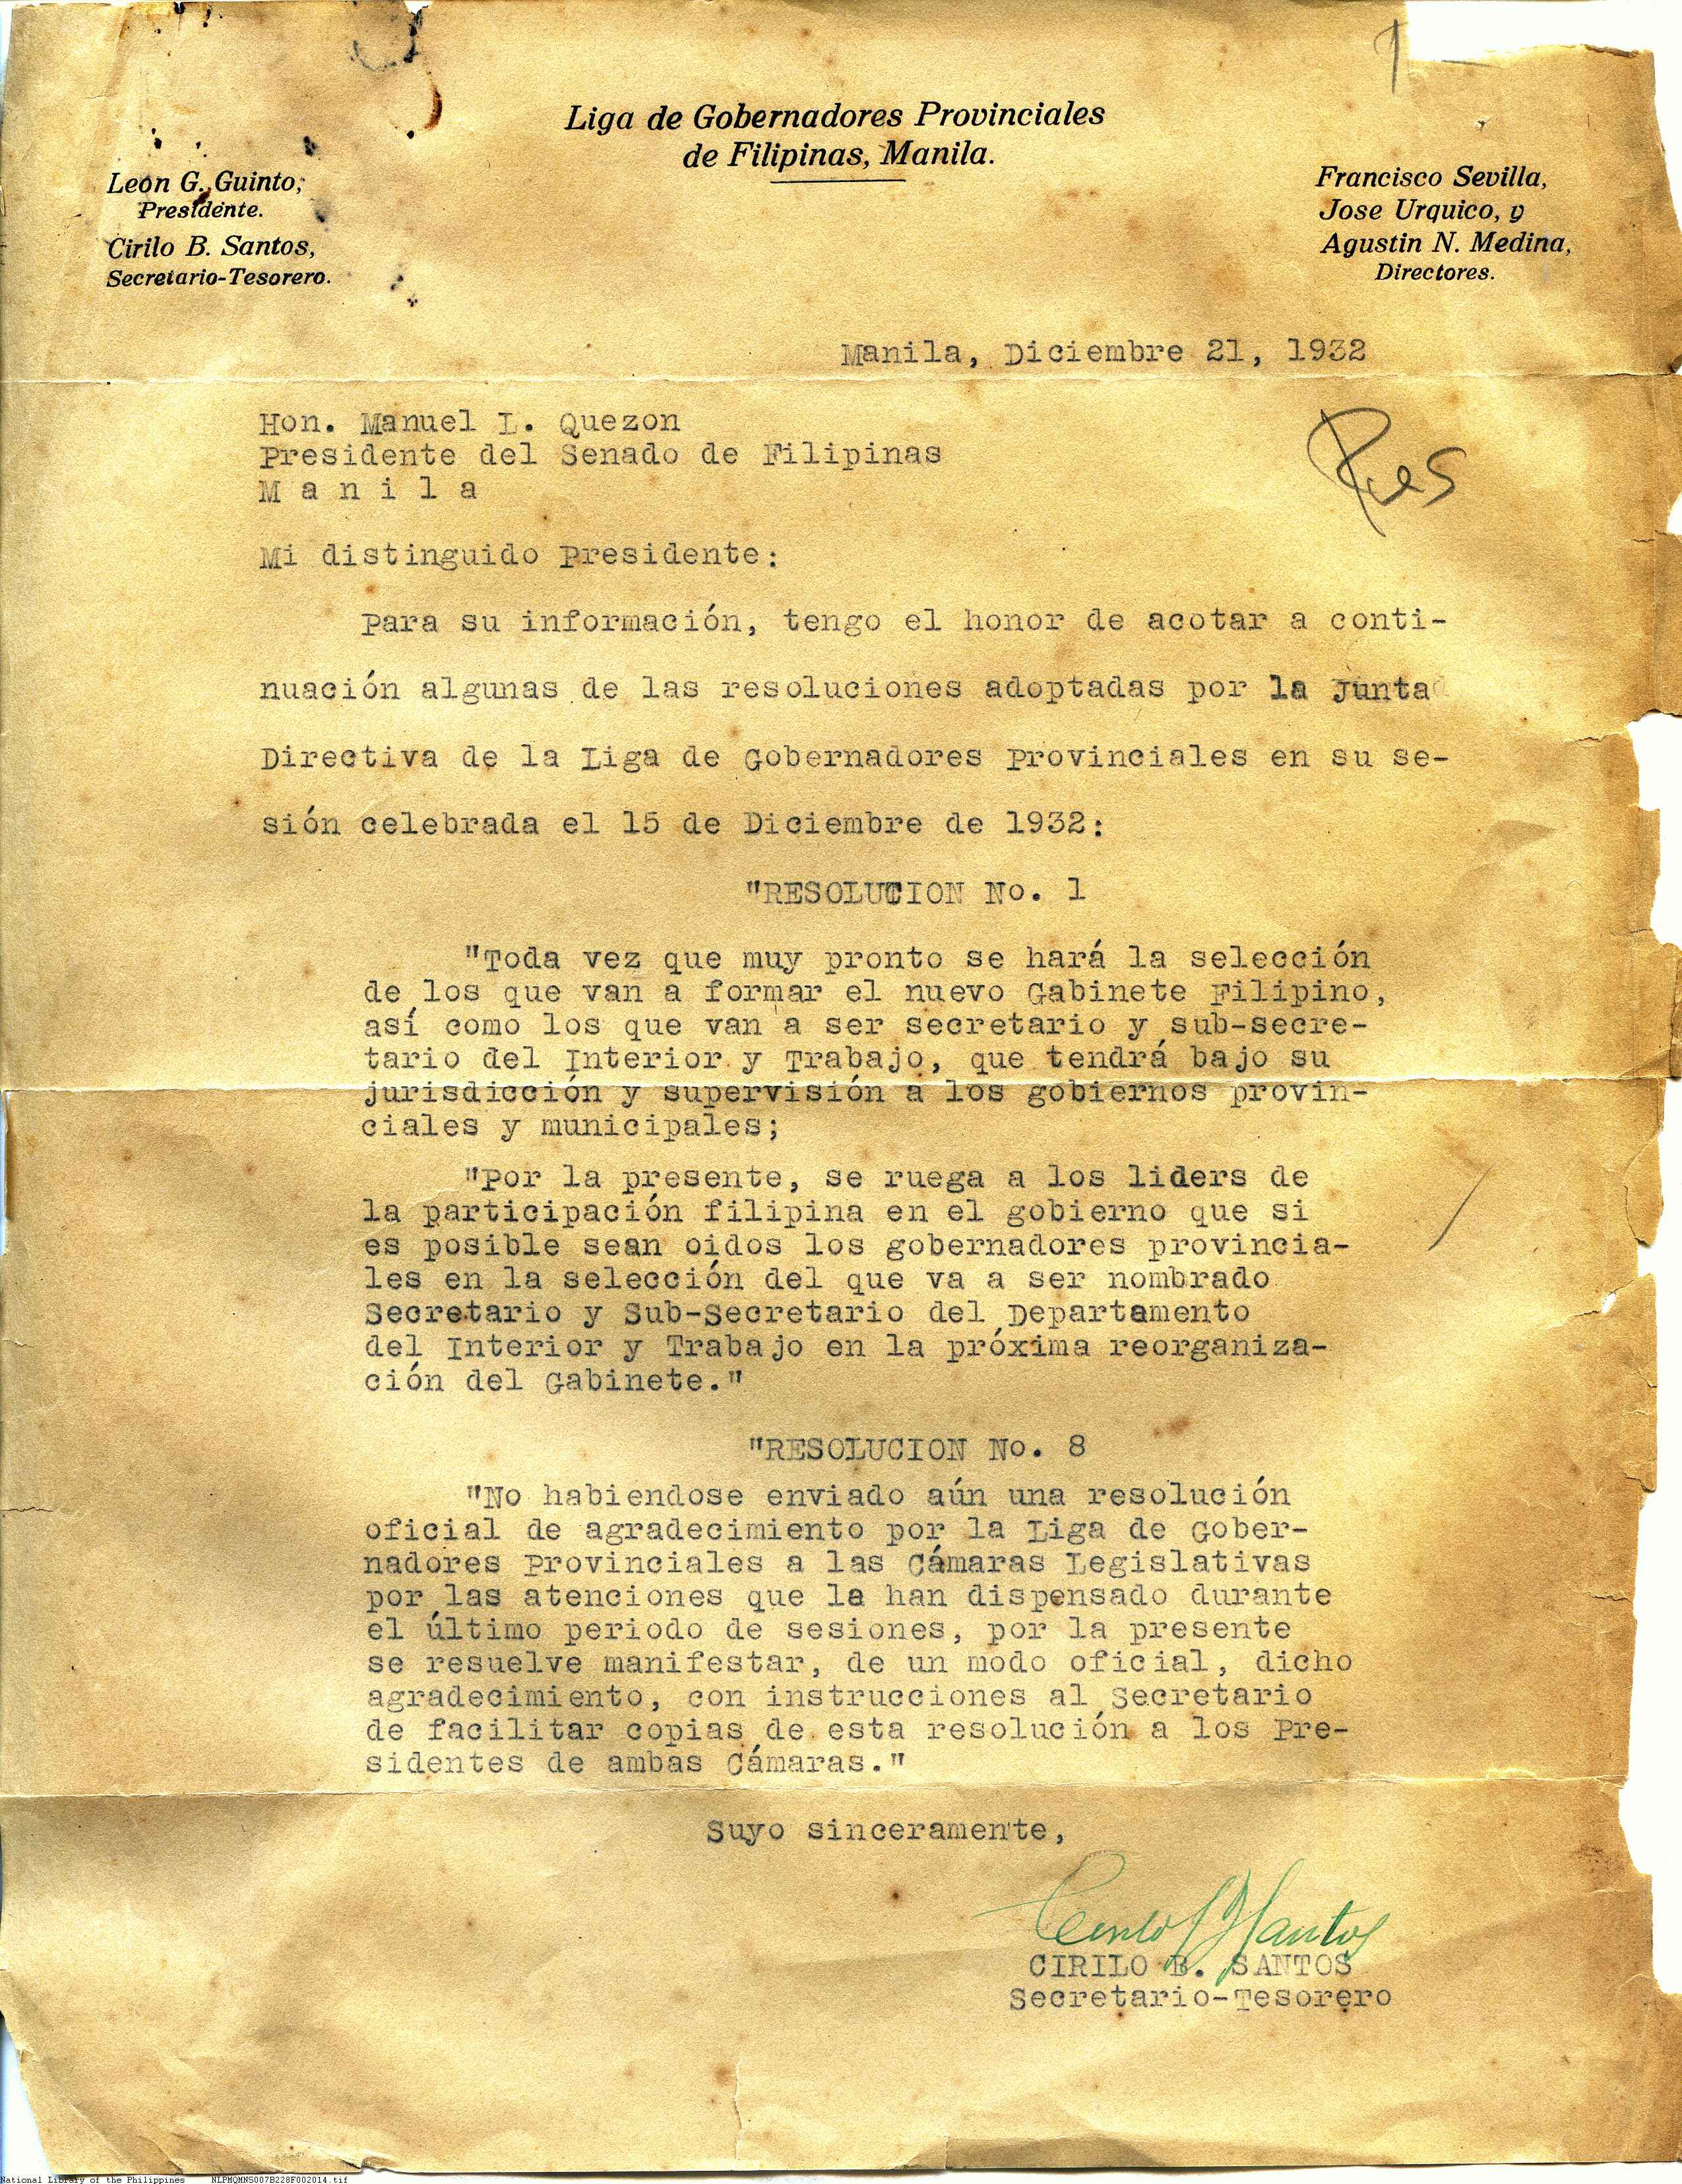 Liga de Gobernadores Provinciales
de Filipinas, Manila.
Leon G. Guinto,
Presidente.
Cirilo B. Santos,
Secretario-Tesorero.
Francisco Sevilla,
Jose Urquico, y
Agustin N. Medina,
Directores.
Manila, Diciembre 21, 1932
Hon. Manuel L. Quezon
Presidente del Senado de Filipinas
M a n i l a
Mi distinguido Presidente:
Para su información, tengo el honor de acotar a conti-
nuación algunas de las resoluciones adoptadas por la Junta
Directiva de la Liga de Gobernadores Provinciales en su se-
sión celebrada el 15 de Diciembre de 1932:
"RESOLUCION No. 1
"Toda vez que muy pronto se hará la selección
de los que van a formar el nuevo Gabinete Filipino,
así como los que van a ser secretario y sub-secre-
tario del Interior y Trabajo, que tendrá bajo su
jurisdicción y supervisión a los gobiernos provin-
ciales y municipales;
"Por la presente, se ruega a los liders de
la participación filipina en el gobierno que si
es posible sean oidos los gobernadores provincia-
les en la selección del que va a ser nombrado
Secretario y Sub-Secretario del Departamento
del Interior y Trabajo en la próxima reorganiza-
ción del Gabinete."
"RESOLUCION No. 8
"No habiendose enviado aún una resolución
oficial de agradecimiento por la Liga de Gober-
nadores Provinciales a las Cámaras Legislativas
por las atenciones que la han dispensado durante
el último periodo de sesiones, por la presente
se resuelve manifestar, de un modo oficial, dicho
agradecimiento, con instrucciones al Secretario
de facilitar copias de esta resolución a los Pre-
sidentes de ambas Cámaras."
Suyo sinceramente,
Cirilo B Santos
CIRILO B. SANTOS
Secretario-Tesorero
National Library of the Philippines NLPMQMNS007B228F002014.tif